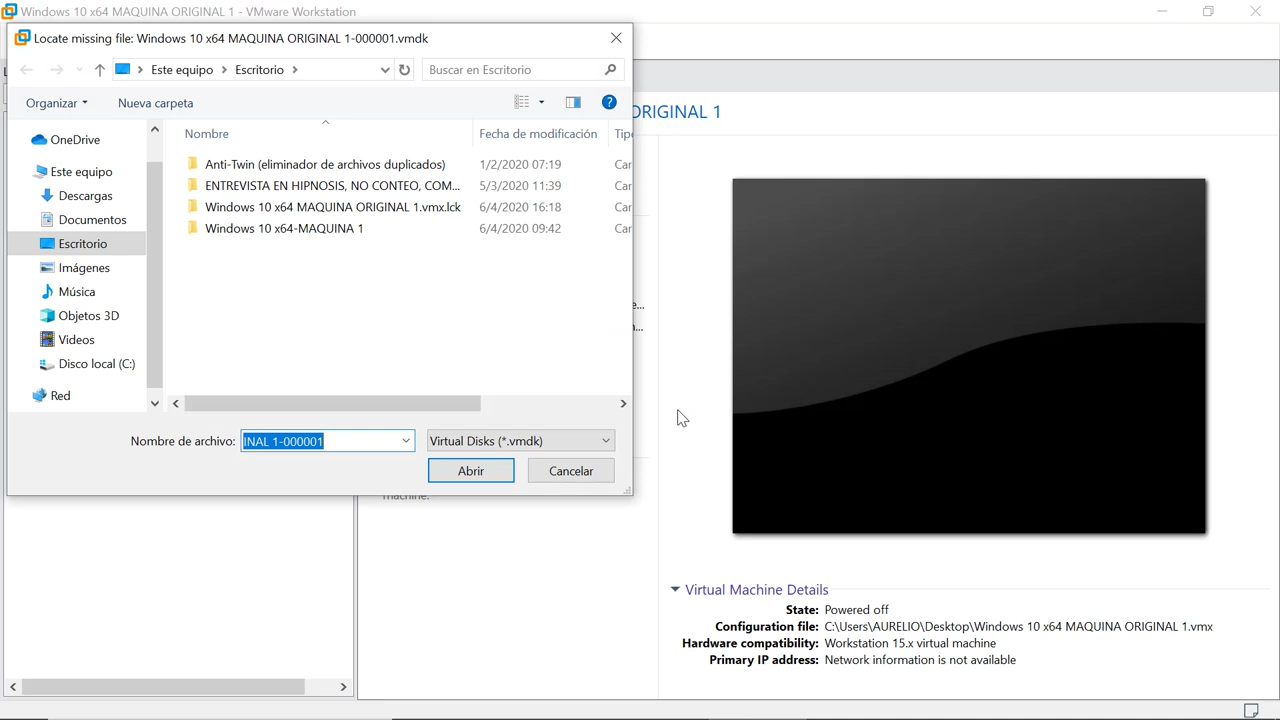 Windows 10 x64 MAQUINA ORIGINAL 1 - VMware Workstation
Locate missing file: Windows 10 x64 MAQUINA ORIGINAL 1-000001.vmdk
Este equipo
Escritorio
Buscar en Escritorio
Organizar
Nueva carpeta
ORIGINAL 1
Nombre
Fecha de modificación
Tipo
OneDrive
Este equipo
Descargas
Documentos
Escritorio
Imágenes
Música
Objetos 3D
Videos
Disco local (C:)
Red
Anti-Twin (eliminador de archivos duplicados) 1/2/2020 07:19 Car
ENTREVISTA EN HIPNOSIS, NO CONTEO, COM... 5/3/2020 11:39 Car
Windows 10 x64 MAQUINA ORIGINAL 1.vmx.lck 6/4/2020 16:18 Car
Windows 10 x64-MAQUINA 1 6/4/2020 09:42 Car
e...
n...
Nombre de archivo: INAL 1-000001 Virtual Disks (*.vmdk)
Abrir
Cancelar
machine.
Virtual Machine Details
State: Powered off
Configuration file: C:\Users\AURELIO\Desktop\Windows 10 x64 MAQUINA ORIGINAL 1.vmx
Hardware compatibility: Workstation 15.x virtual machine
Primary IP address: Network information is not available